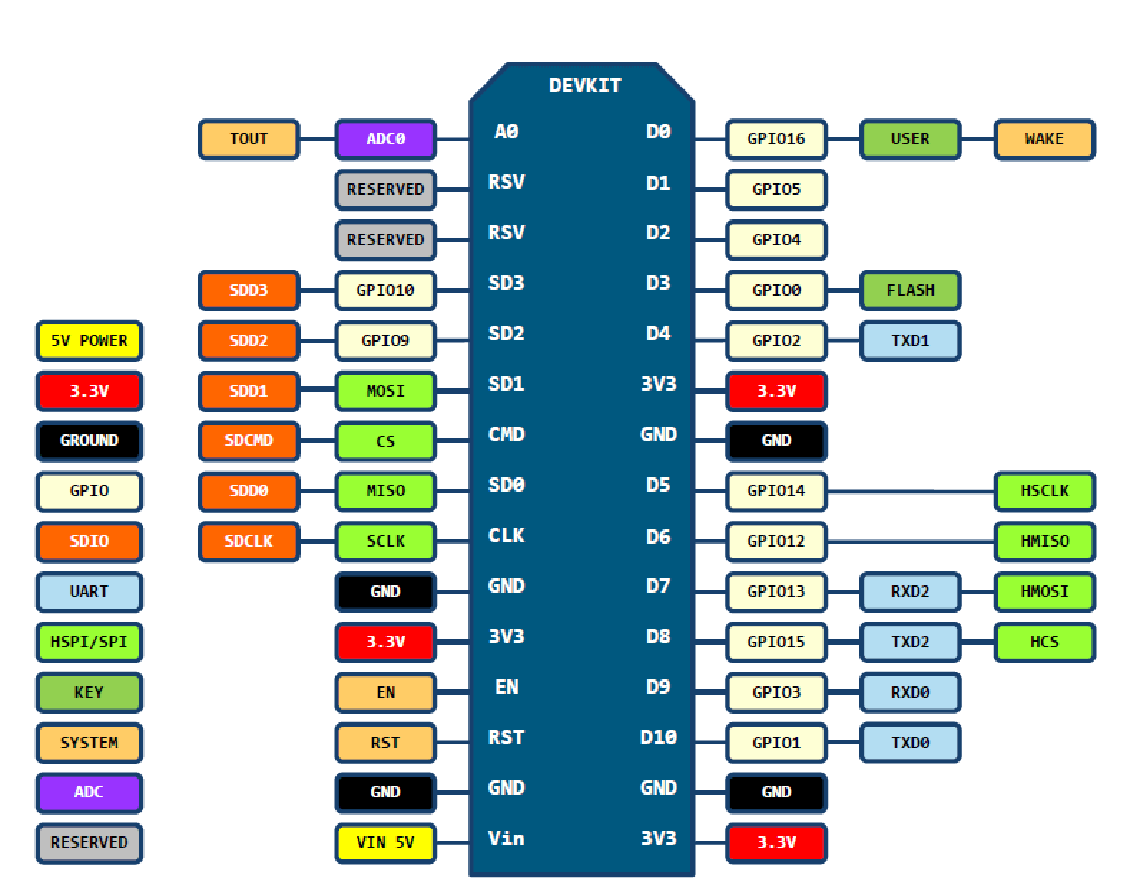 DEVKIT
TOUT ADC0 A0 D0 GPIO16 USER WAKE
RESERVED RSV D1 GPIO5
RESERVED RSV D2 GPIO4
SDD3 GPIO10 SD3 D3 GPIO0 FLASH
5V POWER SDD2 GPIO9 SD2 D4 GPIO2 TXD1
3.3V SDD1 MOSI SD1 3V3 3.3V
GROUND SDCMD CS CMD GND GND
GPIO SDD0 MISO SD0 D5 GPIO14 HSCLK
SDIO SDCLK SCLK CLK D6 GPIO12 HMISO
UART GND GND D7 GPIO13 RXD2 HMOSI
HSPI/SPI 3.3V 3V3 D8 GPIO15 TXD2 HCS
KEY EN EN D9 GPIO3 RXD0
SYSTEM RST RST D10 GPIO1 TXD0
ADC GND GND GND GND
RESERVED VIN 5V Vin 3V3 3.3V